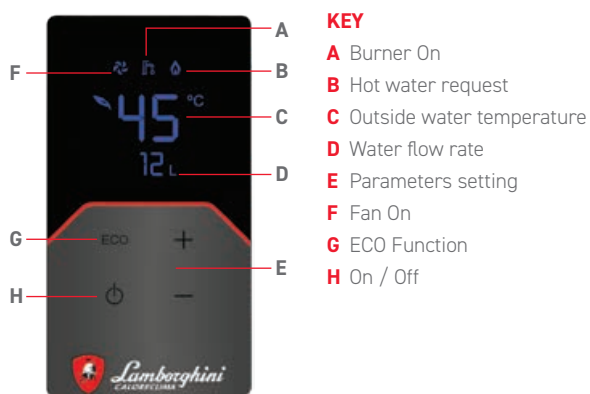 A
F
B
45 °C
C
12 L
D
G
ECO
E
H
Lamborghini
CALORECLIMA
KEY
A Burner On
B Hot water request
C Outside water temperature
D Water flow rate
E Parameters setting
F Fan On
G ECO Function
H On / Off